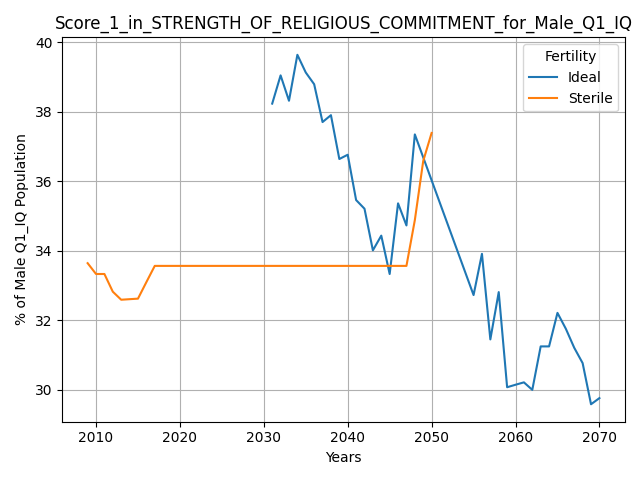 Score_1_in_STRENGTH_OF_RELIGIOUS_COMMITMENT_for_Male_Q1_IQ
Fertility
Ideal
Sterile
% of Male Q1_IQ Population
40
38
36
34
32
30
2010
2020
2030
2040
2050
2060
2070
Years